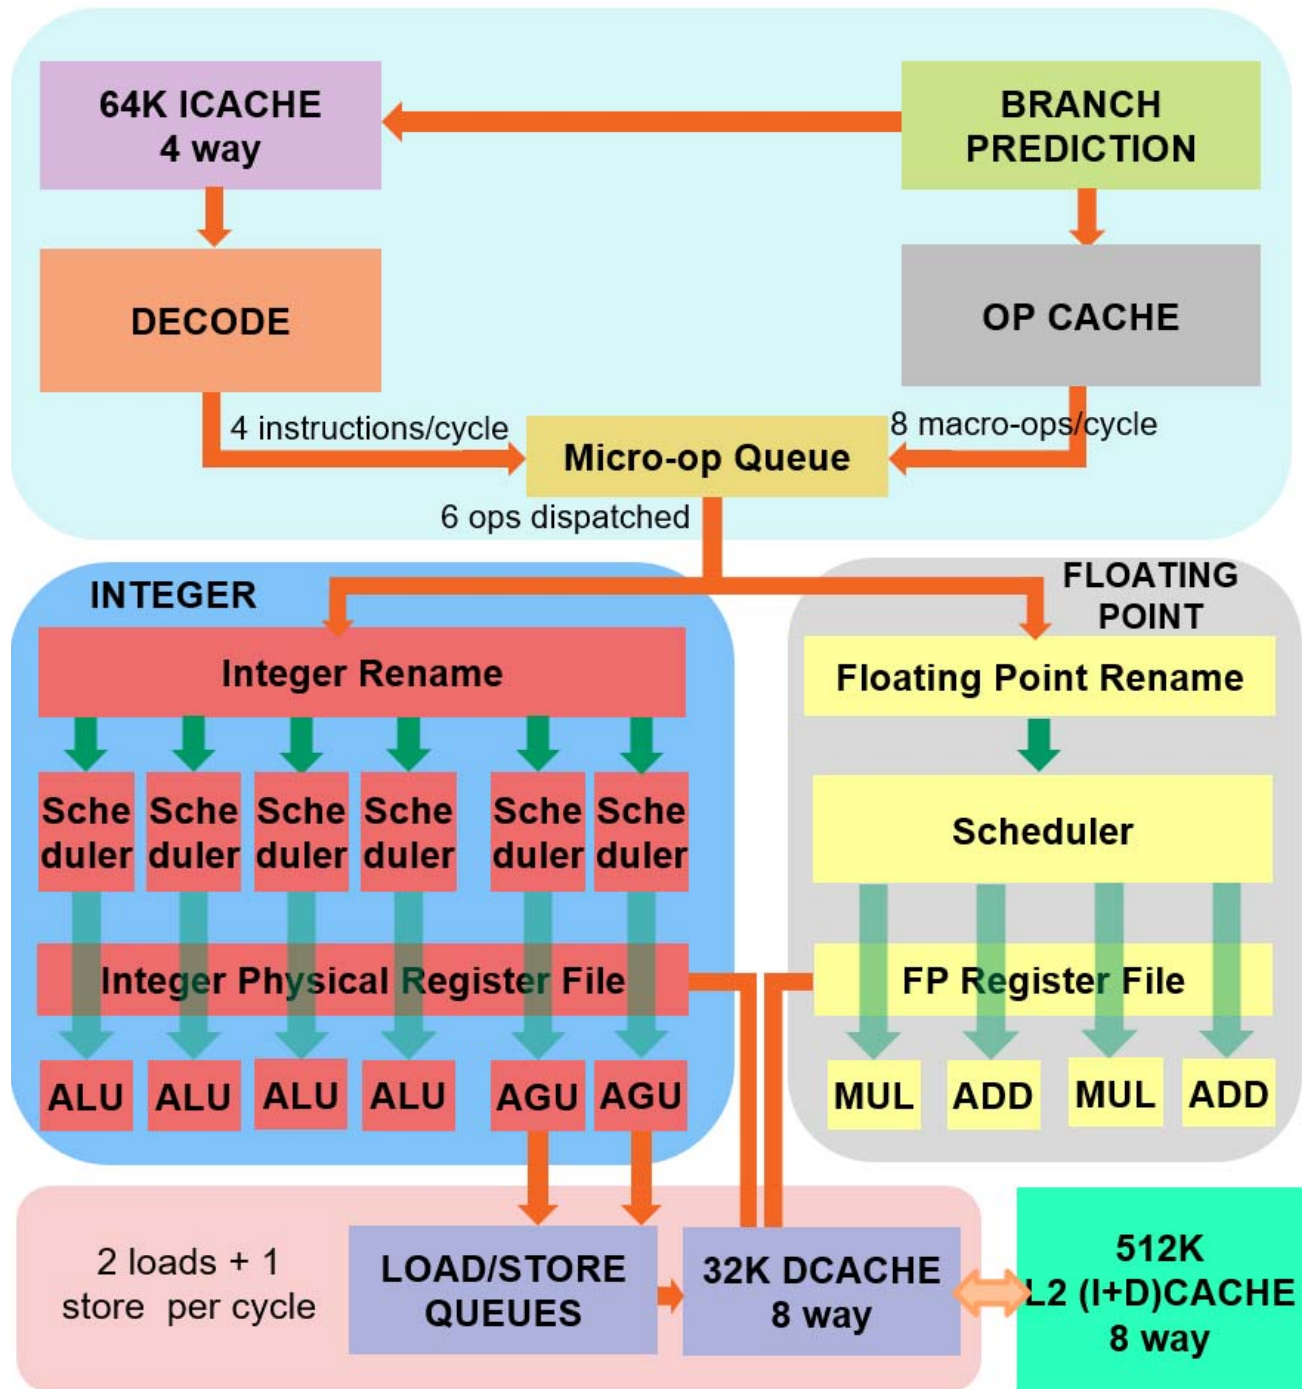 64K ICACHE
4 way
BRANCH
PREDICTION
DECODE
OP CACHE
4 instructions/cycle
8 macro-ops/cycle
Micro-op Queue
6 ops dispatched
INTEGER
FLOATING
POINT
Integer Rename
Floating Point Rename
Sche
duler
Sche
duler
Sche
duler
Sche
duler
Sche
duler
Sche
duler
Scheduler
Integer Physical Register File
FP Register File
ALU
ALU
ALU
ALU
AGU
AGU
MUL
ADD
MUL
ADD
2 loads + 1
store per cycle
LOAD/STORE
QUEUES
32K DCACHE
8 way
512K
L2 (I+D)CACHE
8 way